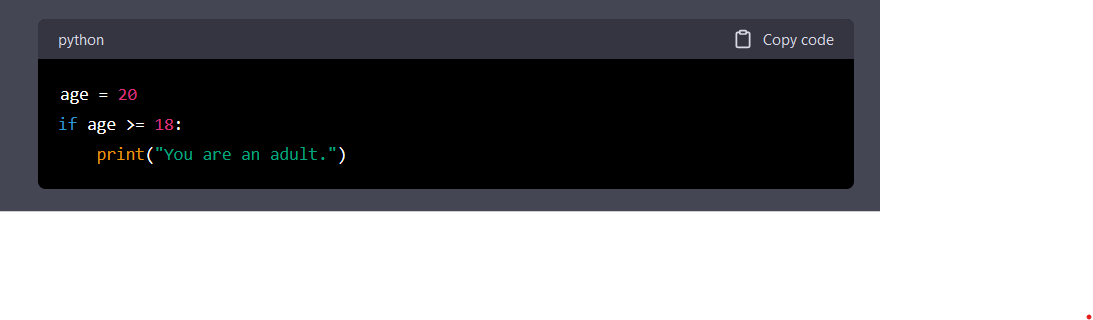 python
Copy code
age = 20
if age >= 18:
    print("You are an adult.")